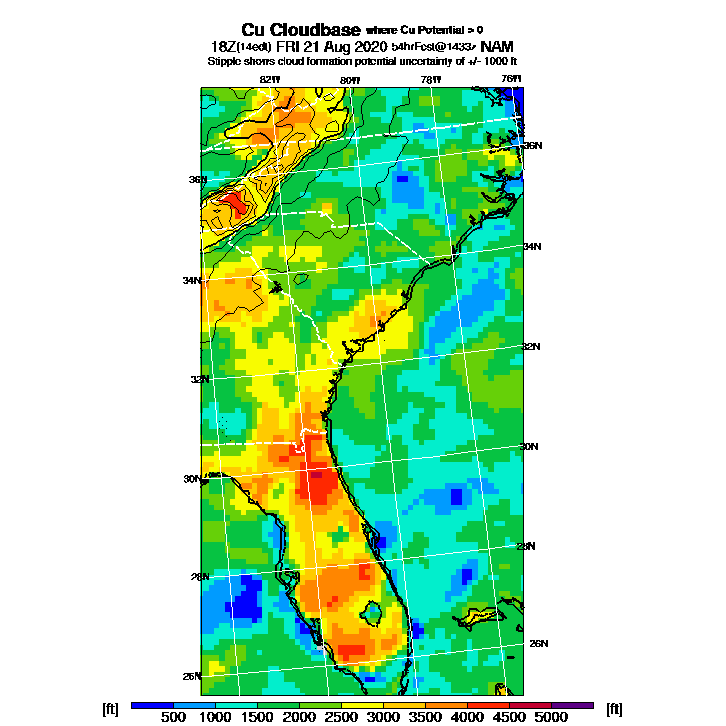 Cu Cloudbase where Cu Potential > 0
18Z(14edt) FRI 21 Aug 2020 54hrFcst@1433z NAM
Stipple shows cloud formation potential uncertainty of +/- 1000 ft
82W 80W 78W 76W
36N
36N
34N
34N
32N
32N
30N
30N
28N
28N
26N
26N
[ft] [ft]
500 1000 1500 2000 2500 3000 3500 4000 4500 5000